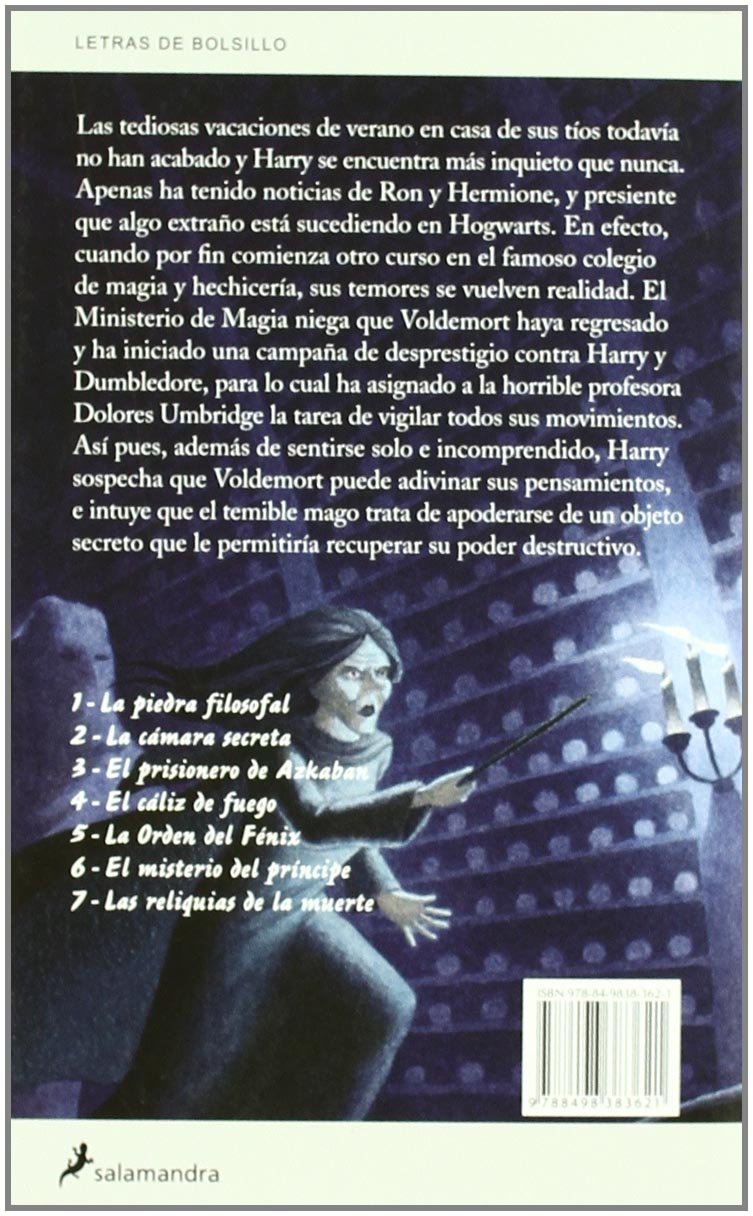 LETRAS DE BOLSILLO
Las tediosas vacaciones de verano en casa de sus tíos todavía
no han acabado y Harry se encuentra más inquieto que nunca.
Apenas ha tenido noticias de Ron y Hermione, y presiente
que algo extraño está sucediendo en Hogwarts. En efecto,
cuando por fin comienza otro curso en el famoso colegio
de magia y hechicería, sus temores se vuelven realidad. El
Ministerio de Magia niega que Voldemort haya regresado
y ha iniciado una campaña de desprestigio contra Harry y
Dumbledore, para lo cual ha asignado a la horrible profesora
Dolores Umbridge la tarea de vigilar todos sus movimientos.
Así pues, además de sentirse solo e incomprendido, Harry
sospecha que Voldemort puede adivinar sus pensamientos,
e intuye que el temible mago trata de apoderarse de un objeto
secreto que le permitiría recuperar su poder destructivo.
1 - La piedra filosofal
2 - La cámara secreta
3 - El prisionero de Azkaban
4 - El cáliz de fuego
5 - La Orden del Fénix
6 - El misterio del príncipe
7 - Las reliquias de la muerte
ISBN 978-84-9838-362-1
9 788498 383621
salamandra